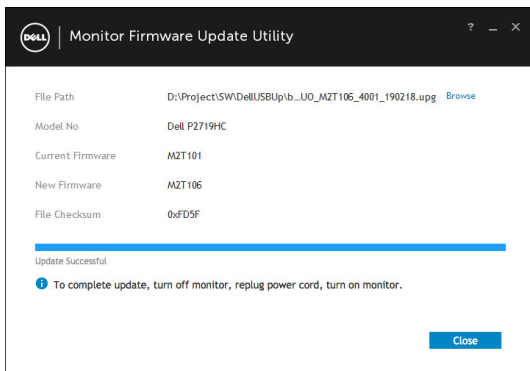 DELL
Monitor Firmware Update Utility
?
File Path D:\Project\SW\DellUSBUp\b...UO_M2T106_4001_190218.upg Browse
Model No Dell P2719HC
Current Firmware M2T101
New Firmware M2T106
File Checksum 0xFD5F
Update Successful
i To complete update, turn off monitor, replug power cord, turn on monitor.
Close